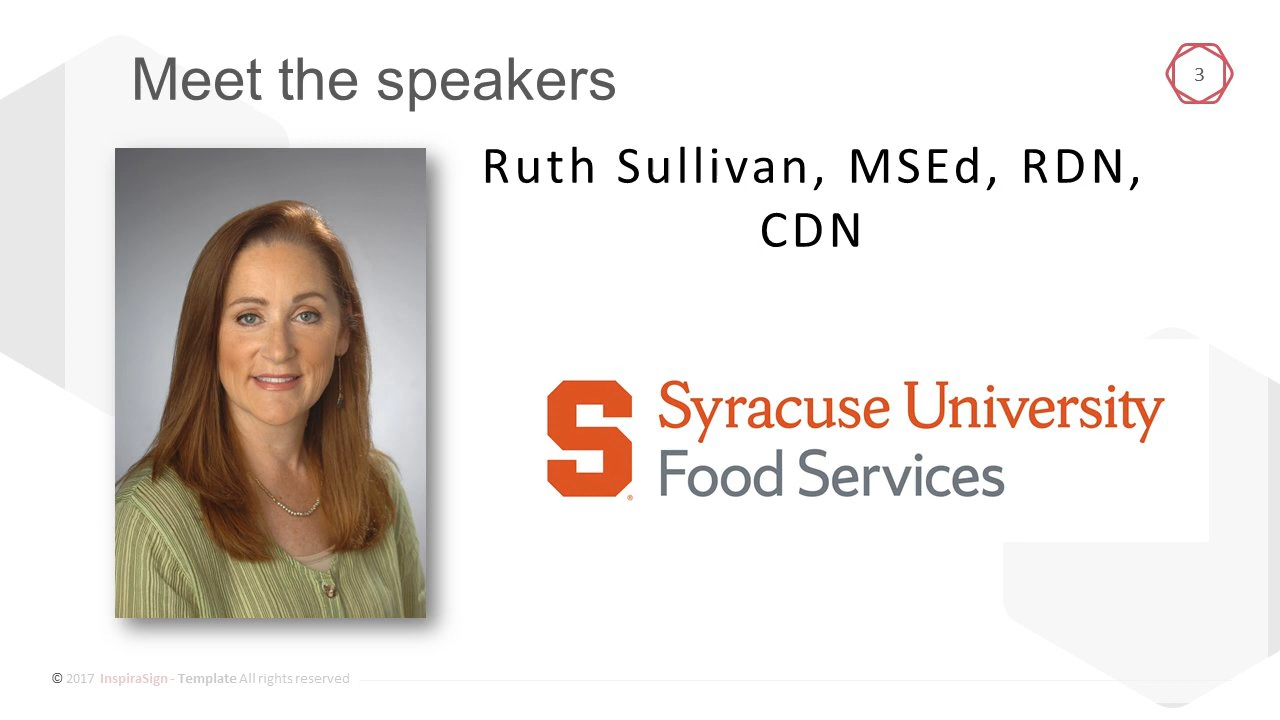 Meet the speakers
3
Ruth Sullivan, MSEd, RDN,
CDN
S
Syracuse University
Food Services
© 2017 InspiraSign - Template All rights reserved